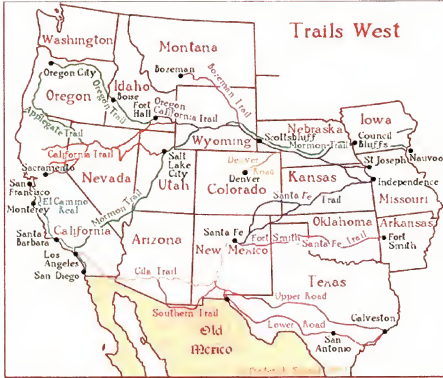 Trails West
Washington
Montana
Oregon City
Bozeman
Idaho
Oregon
Oregon Trail
Boise
Fort
Hall
Oregon
California Trail
Bozeman Trail
Applegate Trail
Wyoming
Scottsbluff
Nebraska
Mormon Trail
Iowa
Council
Bluffs
Nauvoo
California Trail
Sacramento
Nevada
Salt
Lake
City
Utah
Denver
Road
Denver
Colorado
Kansas
St Joseph
Independence
Missouri
San
Francisco
Monterey
El Camino
Real
California
Mormon Trail
Santa Fe
Trail
Santa
Barbara
Los
Angeles
San Diego
Arizona
Santa Fe
New
Mexico
Oklahoma
Arkansas
Fort Smith
Santa Fe Trail
Fort
Smith
Gila Trail
Southern Trail
Texas
Upper Road
Lower Road
Galveston
San
Antonio
Old
Mexico